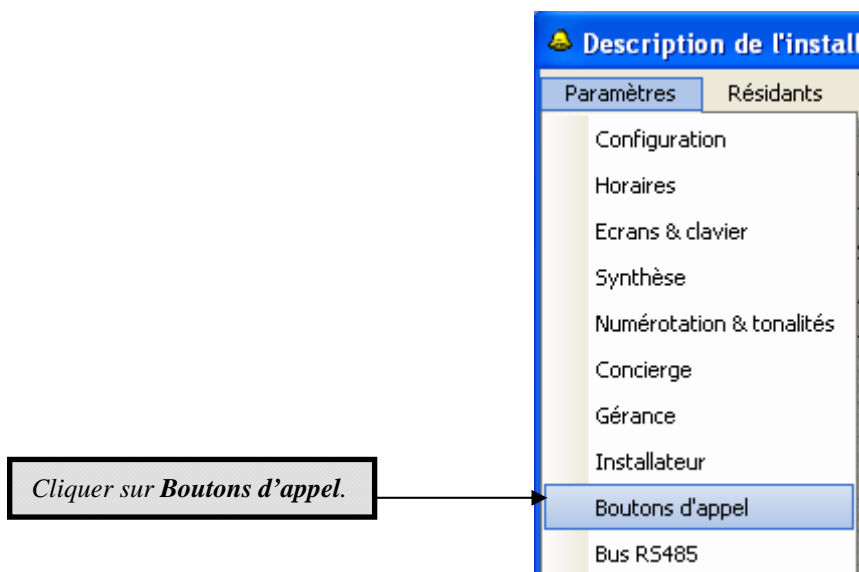 Description de l'instal
Paramètres Résidants
Configuration
Horaires
Ecrans & clavier
Synthèse
Numérotation & tonalités
Concierge
Gérance
Installateur
Cliquer sur Boutons d'appel.
Boutons d'appel
Bus RS485